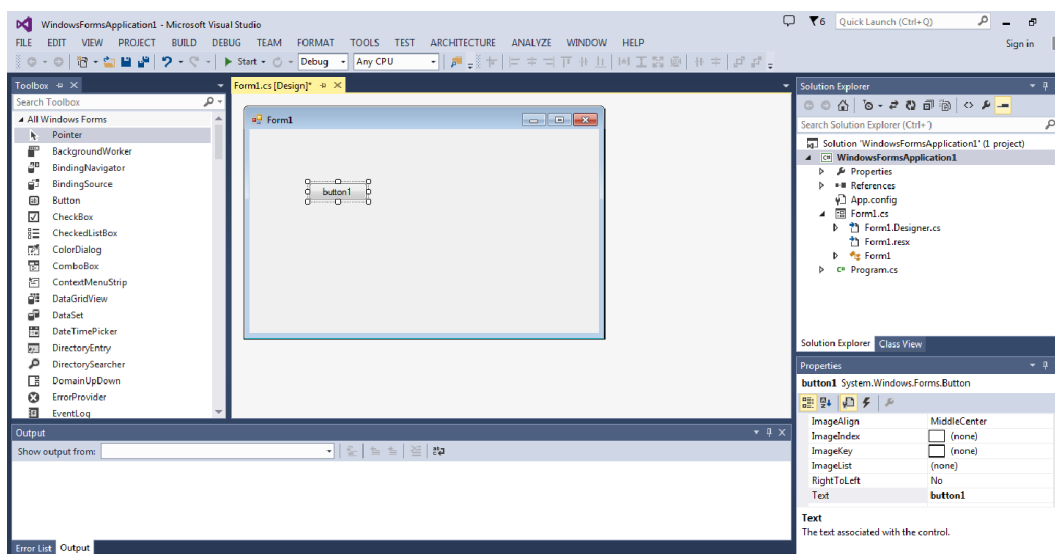 WindowsFormsApplication1 - Microsoft Visual Studio
6 Quick Launch (Ctrl+Q)
FILE EDIT VIEW PROJECT BUILD DEBUG TEAM FORMAT TOOLS TEST ARCHITECTURE ANALYZE WINDOW HELP
Sign in
Start Debug Any CPU
Toolbox
Search Toolbox
All Windows Forms
Pointer
BackgroundWorker
BindingNavigator
BindingSource
Button
CheckBox
CheckedListBox
ColorDialog
ComboBox
ContextMenuStrip
DataGridView
DataSet
DateTimePicker
DirectoryEntry
DirectorySearcher
DomainUpDown
ErrorProvider
EventLog
Form1.cs [Design]*
Form1
button1
Solution Explorer
Search Solution Explorer (Ctrl+ˆ)
Solution 'WindowsFormsApplication1' (1 project)
WindowsFormsApplication1
Properties
References
App.config
Form1.cs
Form1.Designer.cs
Form1.resx
Form1
C# Program.cs
Solution Explorer Class View
Properties
button1 System.Windows.Forms.Button
ImageAlign MiddleCenter
ImageIndex (none)
ImageKey (none)
ImageList (none)
RightToLeft No
Text button1
Text
The text associated with the control.
Output
Show output from:
Error List Output